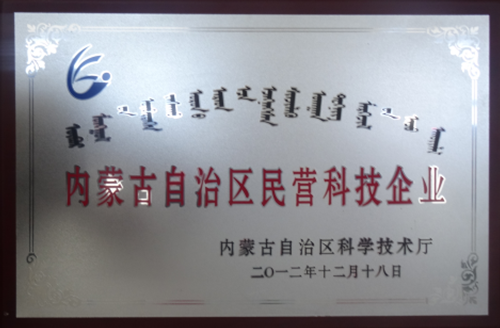 内蒙古自治区民营科技企业
内蒙古自治区科学技术厅
二〇一二年十二月十八日